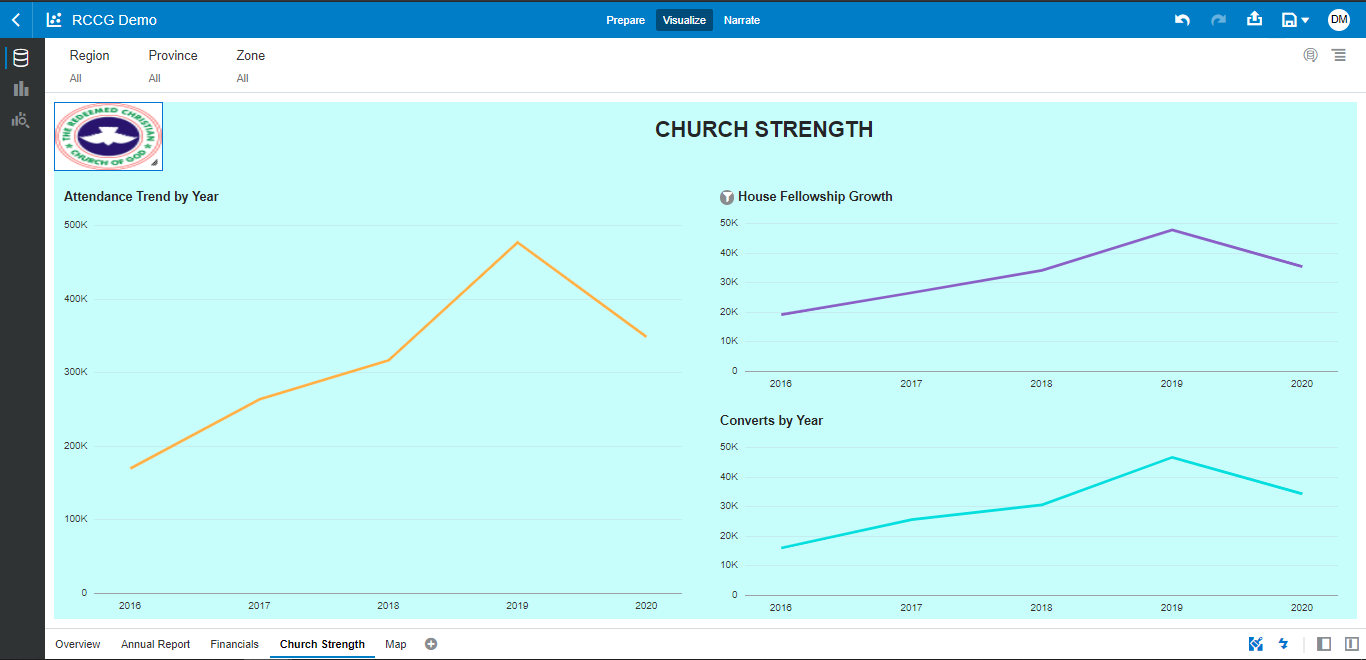 RCCG Demo
Prepare Visualize Narrate
DM
Region Province Zone
All All All
THE REDEEMED CHRISTIAN
CHURCH OF GOD
CHURCH STRENGTH
Attendance Trend by Year
500K
400K
300K
200K
100K
0
2016 2017 2018 2019 2020
House Fellowship Growth
50K
40K
30K
20K
10K
0
2016 2017 2018 2019 2020
Converts by Year
50K
40K
30K
20K
10K
0
2016 2017 2018 2019 2020
Overview Annual Report Financials Church Strength Map